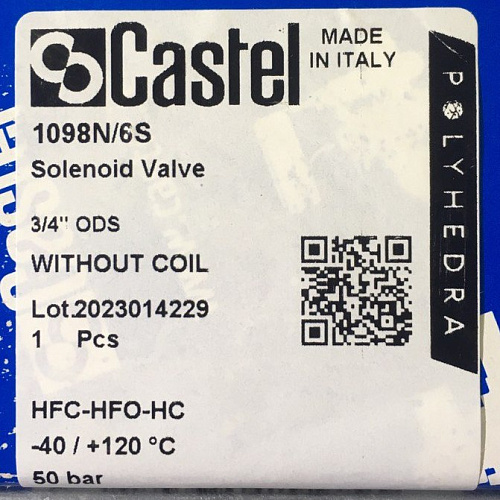 Castel
MADE
IN ITALY
POLYHEDRA
1098N/6S
Solenoid Valve
3/4" ODS
WITHOUT COIL
Lot.2023014229
1 Pcs
HFC-HFO-HC
-40 / +120 °C
50 bar